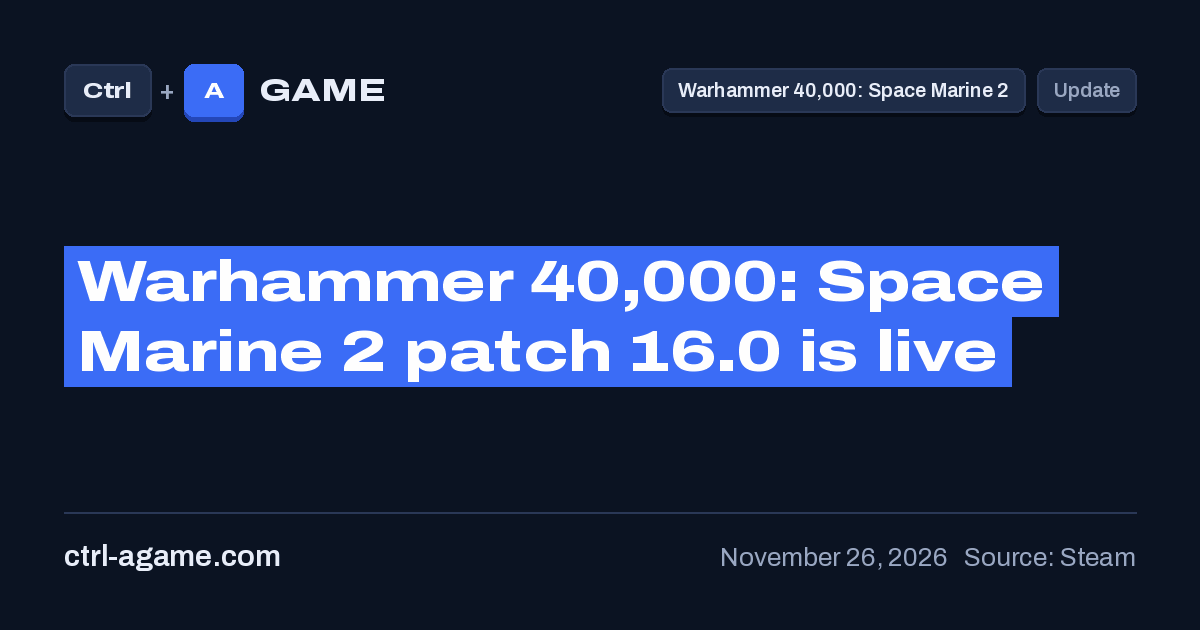 Ctrl + A GAME
Warhammer 40,000: Space Marine 2 Update
Warhammer 40,000: Space
Marine 2 patch 16.0 is live
ctrl-agame.com
November 26, 2026 Source: Steam